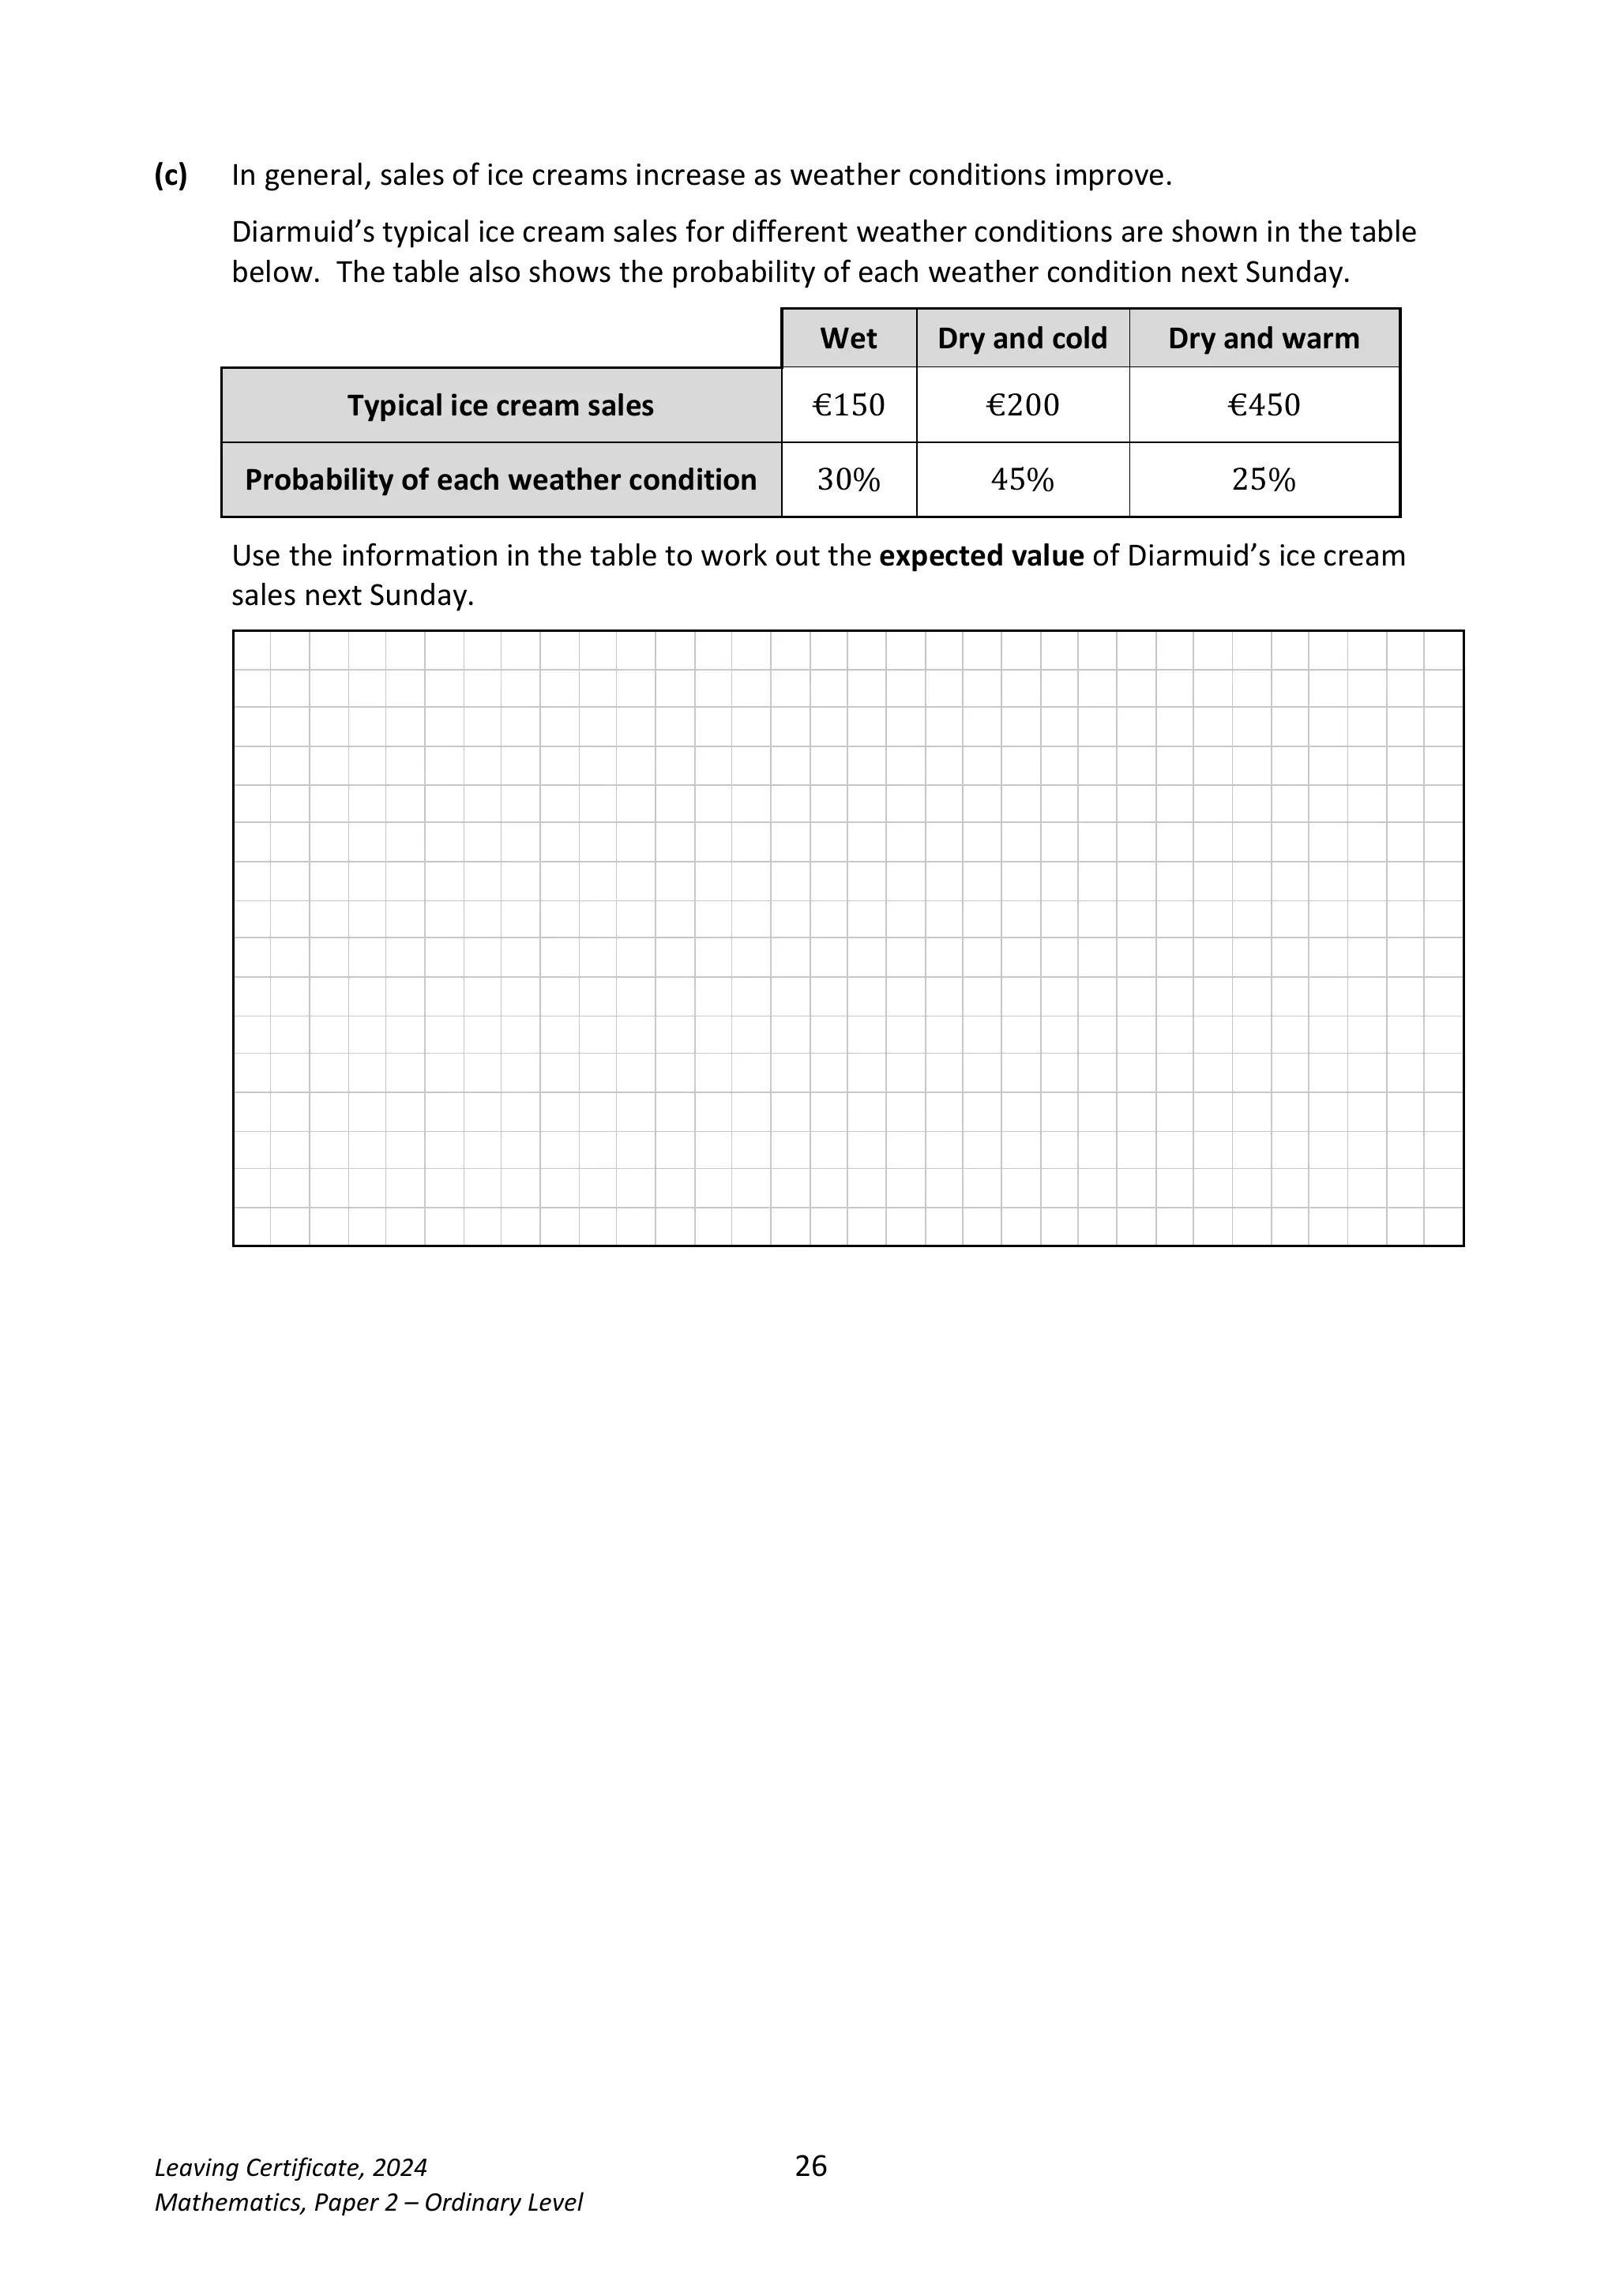 (c) In general, sales of ice creams increase as weather conditions improve.
Diarmuid’s typical ice cream sales for different weather conditions are shown in the table
below. The table also shows the probability of each weather condition next Sunday.
Wet Dry and cold Dry and warm
Typical ice cream sales €150 €200 €450
Probability of each weather condition 30% 45% 25%
Use the information in the table to work out the expected value of Diarmuid’s ice cream
sales next Sunday.
Leaving Certificate, 2024 26
Mathematics, Paper 2 – Ordinary Level